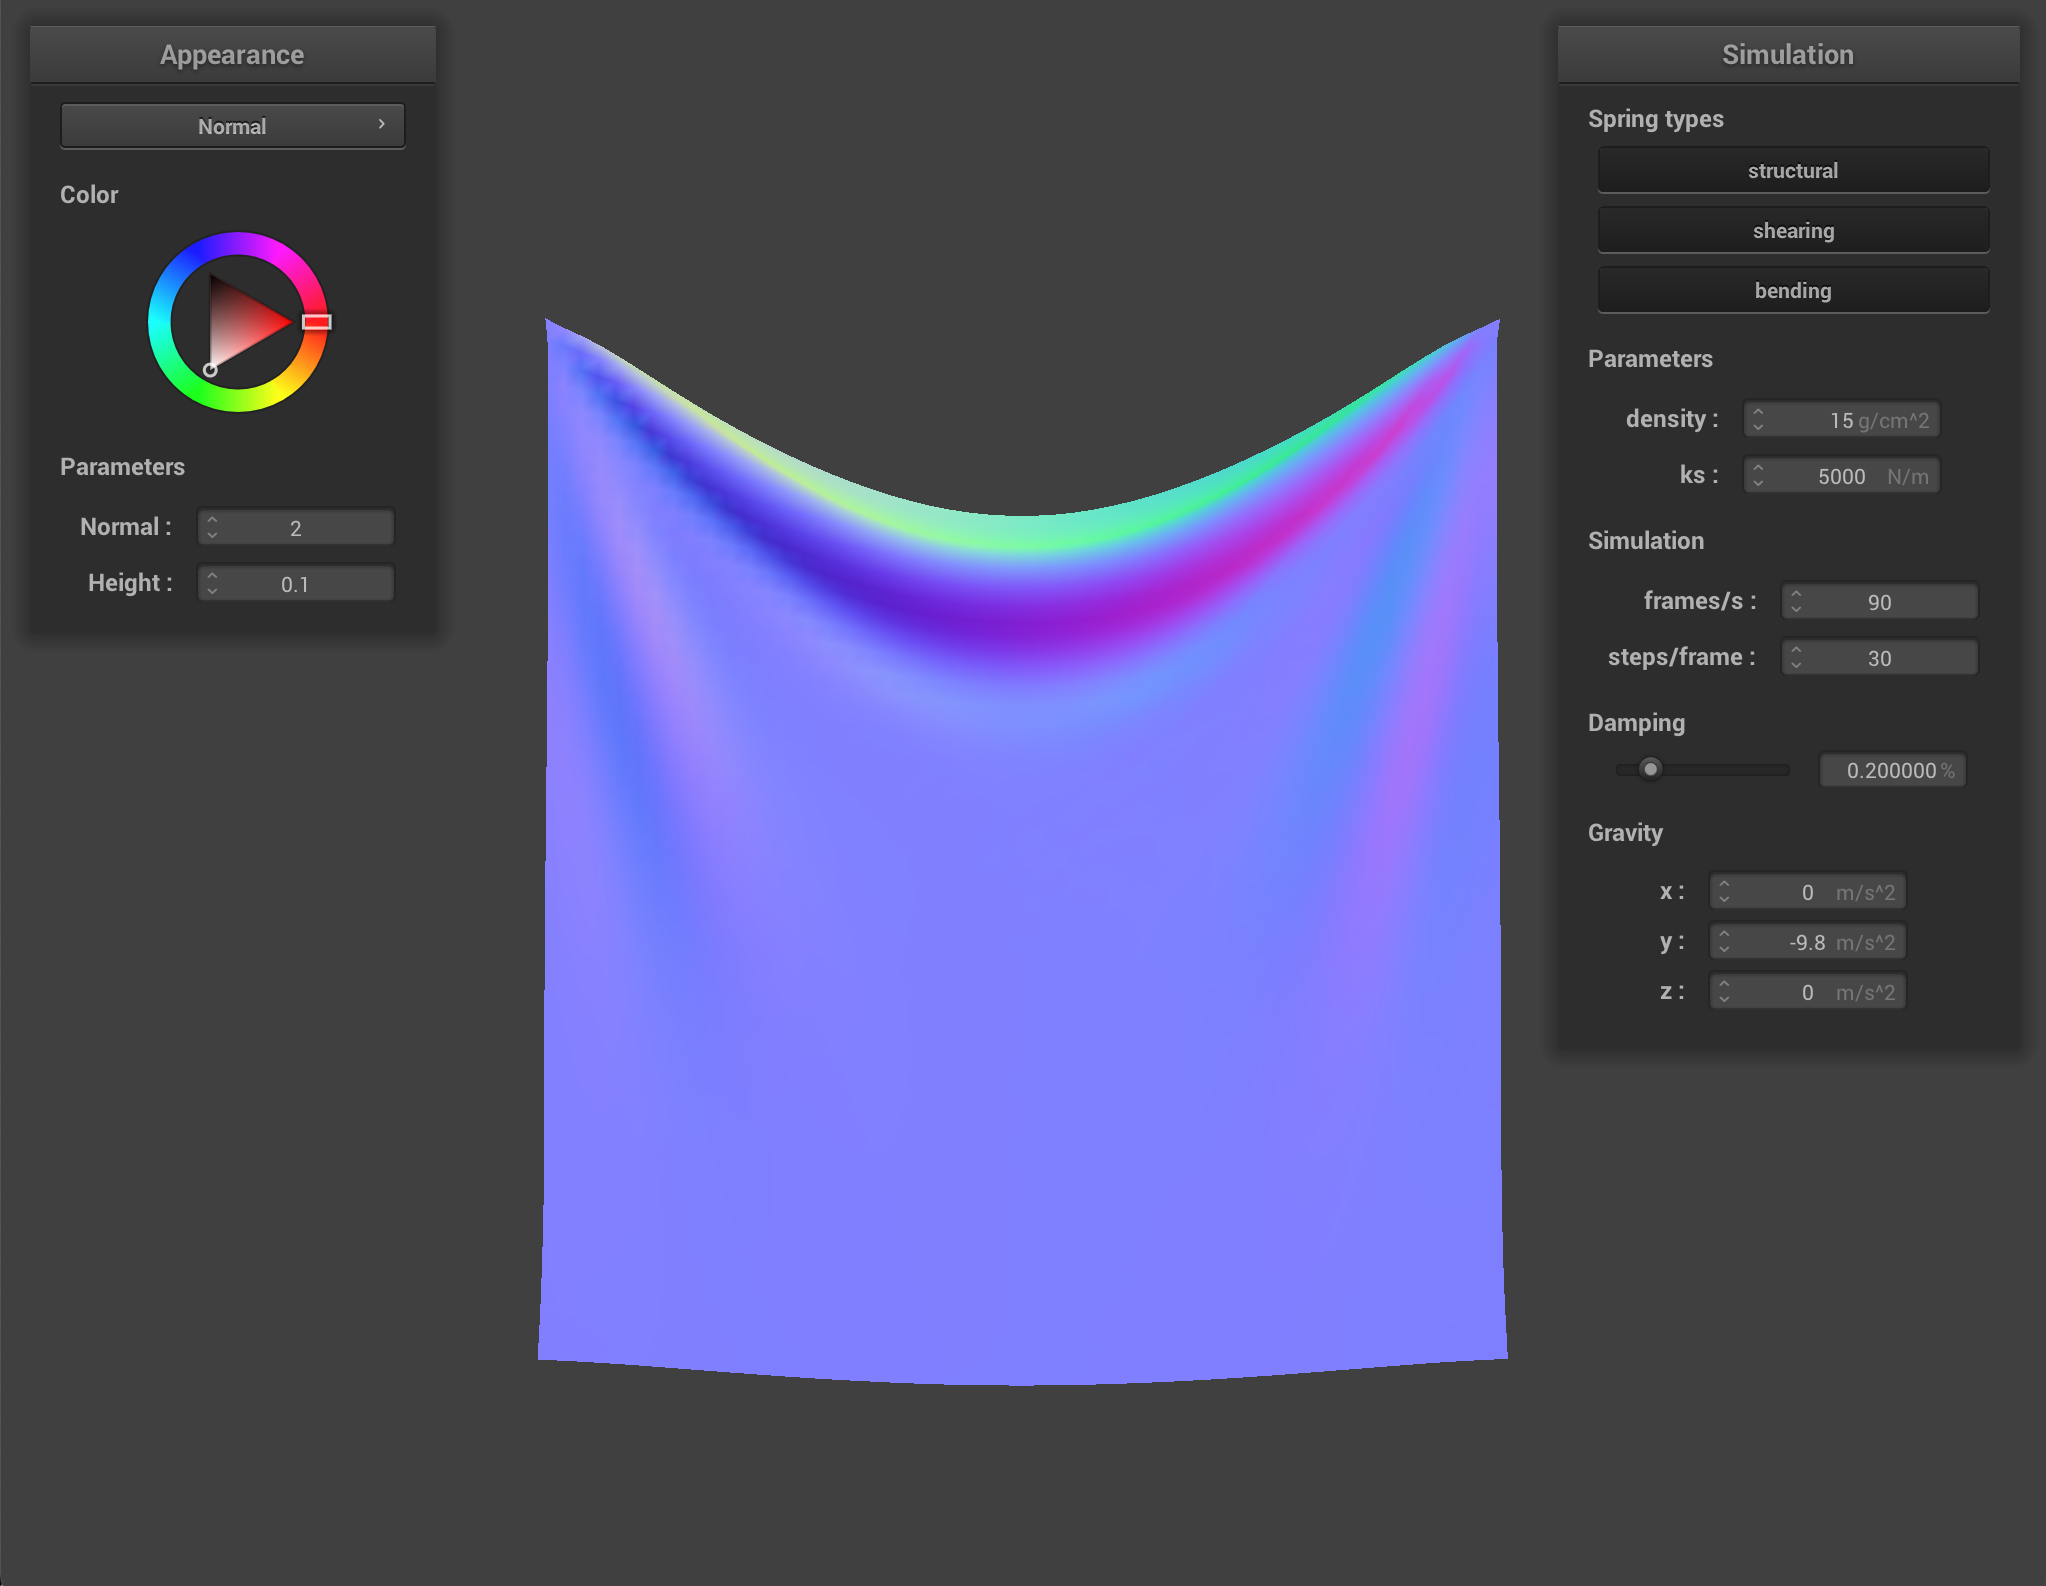 Appearance
Normal
Color
Parameters
Normal : 2
Height : 0.1
Simulation
Spring types
structural
shearing
bending
Parameters
density : 15 g/cm^2
ks : 5000 N/m
Simulation
frames/s : 90
steps/frame : 30
Damping
0.200000 %
Gravity
x : 0 m/s^2
y : -9.8 m/s^2
z : 0 m/s^2